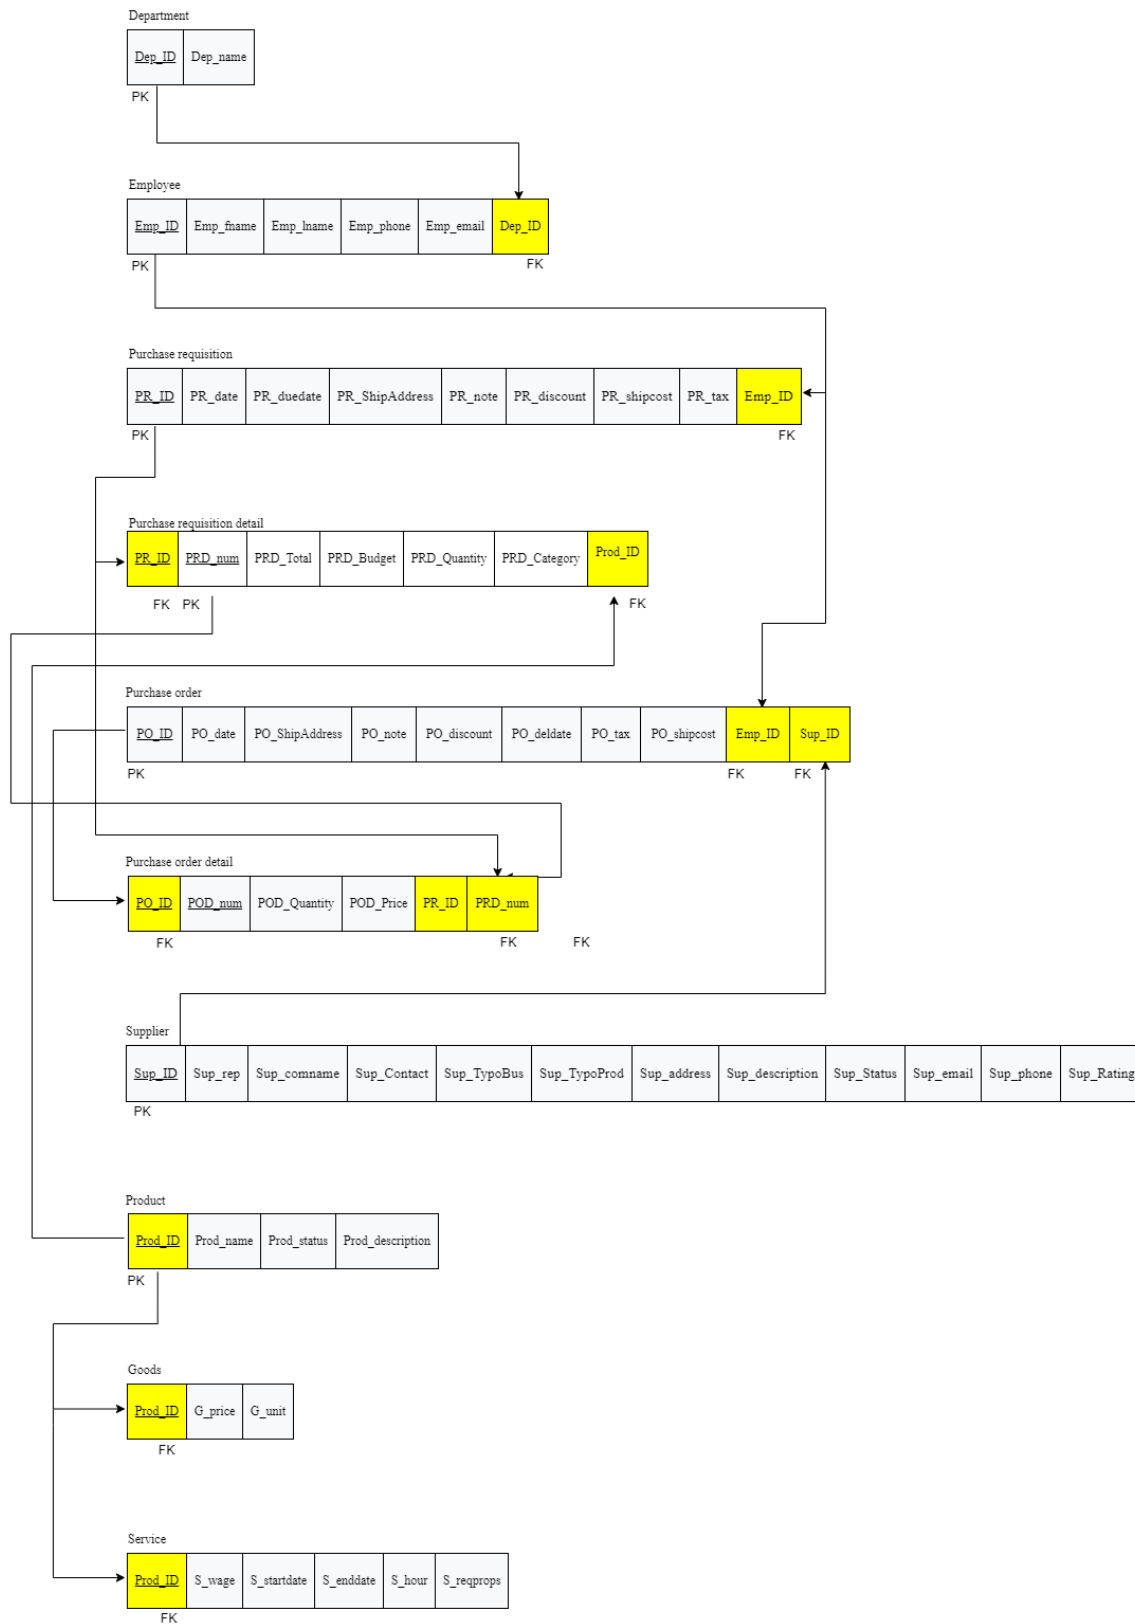 Department
Dep_ID Dep_name
PK
Employee
Emp_ID Emp_fname Emp_lname Emp_phone Emp_email Dep_ID
PK FK
Purchase requisition
PR_ID PR_date PR_duedate PR_ShipAddress PR_note PR_discount PR_shipcost PR_tax Emp_ID
PK FK
Purchase requisition detail
PR_ID PRD_num PRD_Total PRD_Budget PRD_Quantity PRD_Category Prod_ID
FK PK FK
Purchase order
PO_ID PO_date PO_ShipAddress PO_note PO_discount PO_deldate PO_tax PO_shipcost Emp_ID Sup_ID
PK FK FK
Purchase order detail
PO_ID POD_num POD_Quantity POD_Price PR_ID PRD_num
FK FK FK
Supplier
Sup_ID Sup_rep Sup_comname Sup_Contact Sup_TypoBus Sup_TypoProd Sup_address Sup_description Sup_Status Sup_email Sup_phone Sup_Rating
PK
Product
Prod_ID Prod_name Prod_status Prod_description
PK
Goods
Prod_ID G_price G_unit
FK
Service
Prod_ID S_wage S_startdate S_enddate S_hour S_reqprops
FK